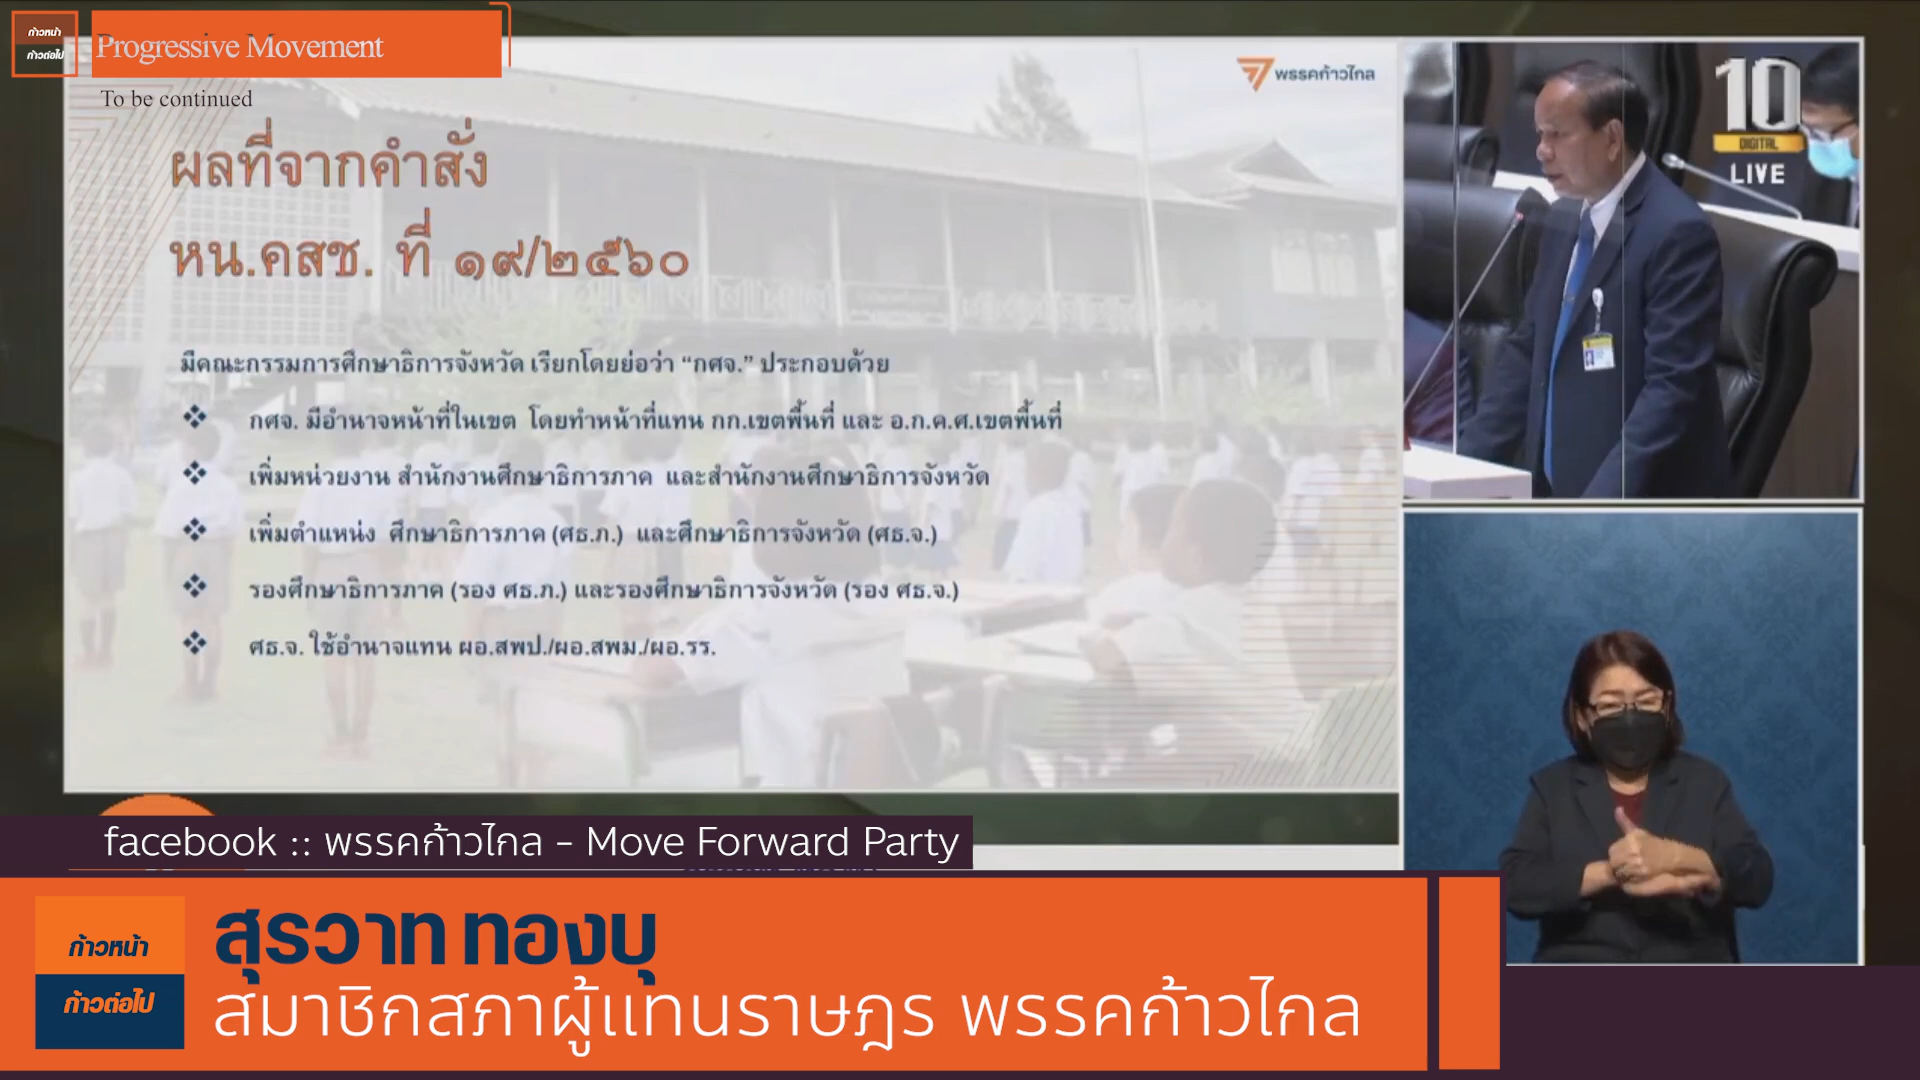 ก้าวหน้า
ก้าวต่อไป
Progressive Movement
To be continued
พรรคก้าวไกล
ผลที่จากคำสั่ง
หน.คสช. ที่ ๑๙/๒๕๖๐
มีคณะกรรมการศึกษาธิการจังหวัด เรียกโดยย่อว่า “กศจ.” ประกอบด้วย
❖ กศจ. มีอำนาจหน้าที่ในเขต โดยทำหน้าที่แทน กก.เขตพื้นที่ และ อ.ก.ค.ศ.เขตพื้นที่
❖ เพิ่มหน่วยงาน สำนักงานศึกษาธิการภาค และสำนักงานศึกษาธิการจังหวัด
❖ เพิ่มตำแหน่ง ศึกษาธิการภาค (ศธ.ภ.) และศึกษาธิการจังหวัด (ศธ.จ.)
❖ รองศึกษาธิการภาค (รอง ศธ.ภ.) และรองศึกษาธิการจังหวัด (รอง ศธ.จ.)
❖ ศธ.จ. ใช้อำนาจแทน ผอ.สพป./ผอ.สพม./ผอ.รร.
10
DIGITAL
LIVE
facebook :: พรรคก้าวไกล - Move Forward Party
ก้าวหน้า
ก้าวต่อไป
สุรวาท ทองบุ
สมาชิกสภาผู้แทนราษฎร พรรคก้าวไกล